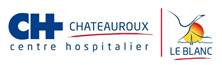 CH CHATEAUROUX
centre hospitalier
LE BLANC